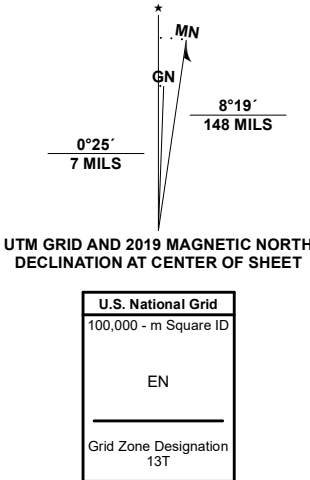 ★
MN
GN
8°19´
148 MILS
0°25´
7 MILS
UTM GRID AND 2019 MAGNETIC NORTH
DECLINATION AT CENTER OF SHEET
U.S. National Grid
100,000 - m Square ID
EN
Grid Zone Designation
13T